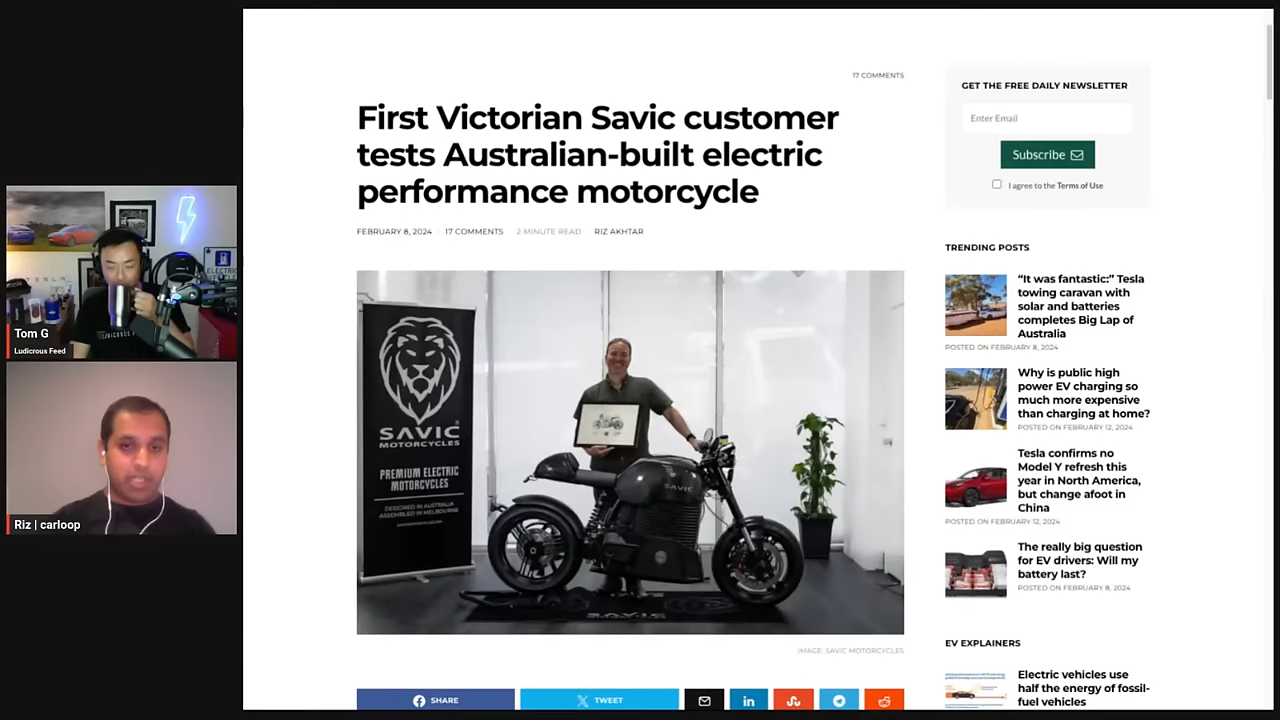 Tom G
Ludicrous Feed
Riz | carloop
17 COMMENTS
First Victorian Savic customer
tests Australian-built electric
performance motorcycle
FEBRUARY 8, 2024
17 COMMENTS
2 MINUTE READ
RIZ AKHTAR
SAVIC
MOTORCYCLES
PREMIUM ELECTRIC
MOTORCYCLES
DESIGNED IN AUSTRALIA
ASSEMBLED IN MELBOURNE
SAVIC
SAVIC
IMAGE: SAVIC MOTORCYCLES
SHARE
TWEET
GET THE FREE DAILY NEWSLETTER
Enter Email
Subscribe
I agree to the Terms of Use
TRENDING POSTS
“It was fantastic:” Tesla
towing caravan with
solar and batteries
completes Big Lap of
Australia
POSTED ON FEBRUARY 8, 2024
Why is public high
power EV charging so
much more expensive
than charging at home?
POSTED ON FEBRUARY 12, 2024
Tesla confirms no
Model Y refresh this
year in North America,
but change afoot in
China
POSTED ON FEBRUARY 12, 2024
The really big question
for EV drivers: Will my
battery last?
POSTED ON FEBRUARY 8, 2024
EV EXPLAINERS
Electric vehicles use
half the energy of fossil-
fuel vehicles